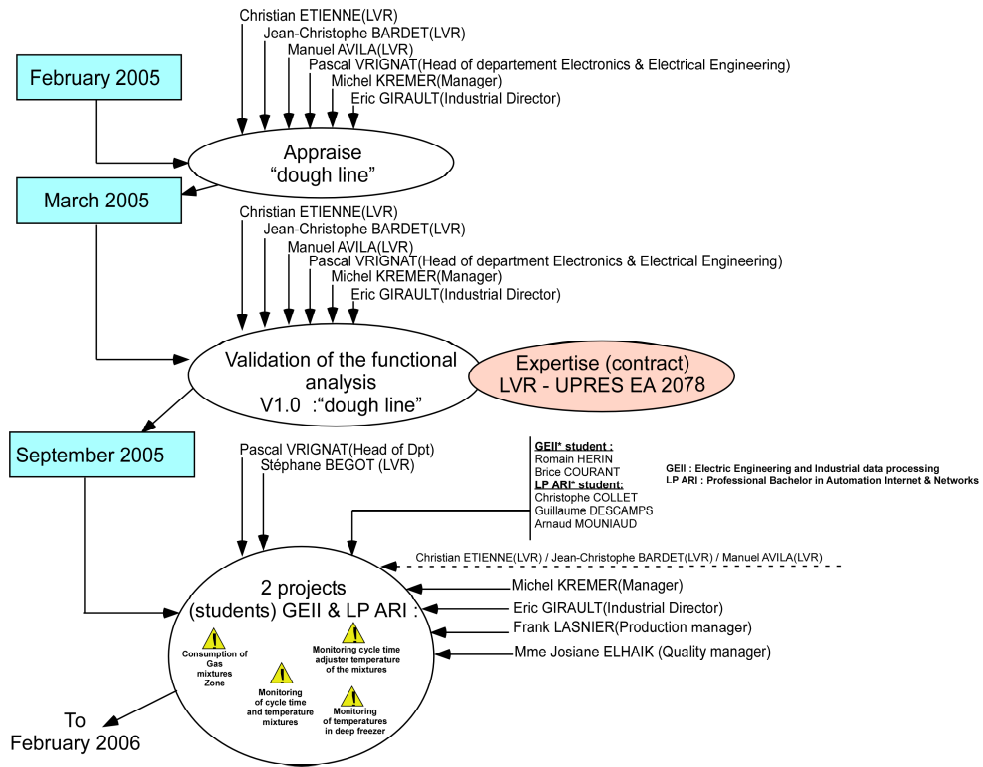 Christian ETIENNE(LVR)
Jean-Christophe BARDET(LVR)
Manuel AVILA(LVR)
Pascal VRIGNAT(Head of departement Electronics & Electrical Engineering)
Michel KREMER(Manager)
Eric GIRAULT(Industrial Director)
February 2005
Appraise
“dough line”
March 2005
Christian ETIENNE(LVR)
Jean-Christophe BARDET(LVR)
Manuel AVILA(LVR)
Pascal VRIGNAT(Head of department Electronics & Electrical Engineering)
Michel KREMER(Manager)
Eric GIRAULT(Industrial Director)
Validation of the functional
analysis
V1.0 :“dough line”
Expertise (contract)
LVR - UPRES EA 2078
September 2005
Pascal VRIGNAT(Head of Dpt)
Stéphane BEGOT (LVR)
GEII* student :
Romain HERIN
Brice COURANT
LP ARI* student:
Christophe COLLET
Guillaume DESCAMPS
Arnaud MOUNIAUD
GEII : Electric Engineering and Industrial data processing
LP ARI : Professional Bachelor in Automation Internet & Networks
Christian ETIENNE(LVR) / Jean-Christophe BARDET(LVR) / Manuel AVILA(LVR)
Michel KREMER(Manager)
Eric GIRAULT(Industrial Director)
Frank LASNIER(Production manager)
Mme Josiane ELHAIK (Quality manager)
2 projects
(students) GEII & LP ARI :
Consumption of
Gas
mixtures
Zone
Monitoring cycle time
adjuster temperature
of the mixtures
Monitoring
of cycle time
and temperature
mixtures
Monitoring
of temperatures
in deep freezer
To
February 2006